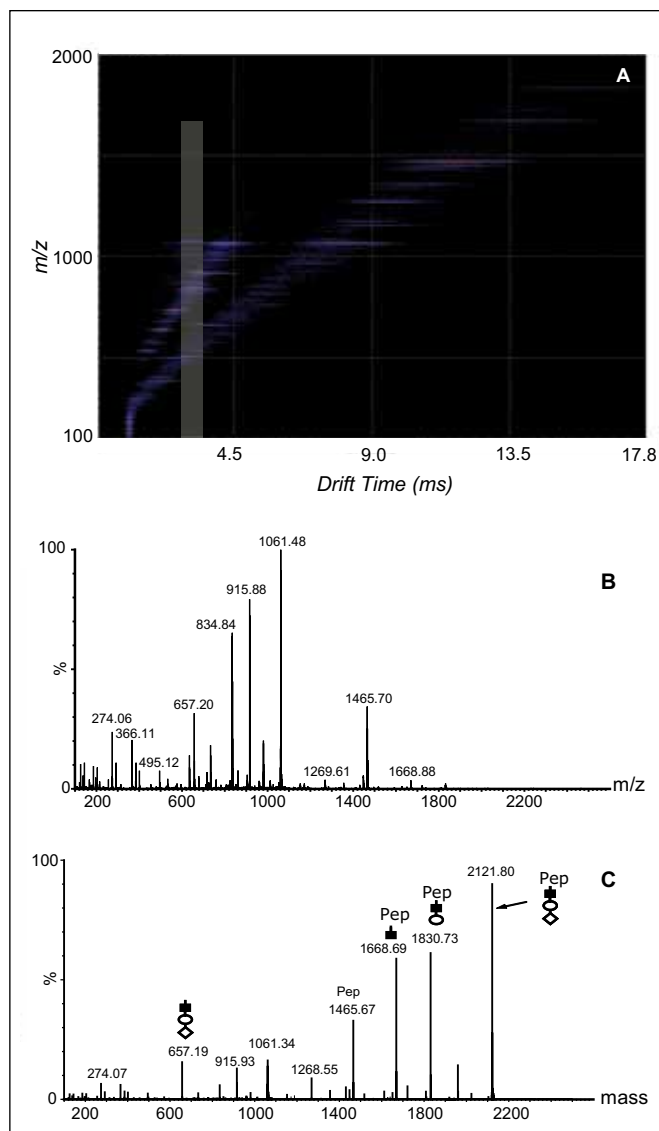 A
2000
m/z
1000
100
4.5
9.0
13.5
17.8
Drift Time (ms)
B
100
%
0
1061.48
915.88
834.84
657.20
274.06
366.11
495.12
1465.70
1269.61
1668.88
200 600 1000 1400 1800 2200 m/z
C
100
%
0
2121.80
Pep
Pep
1830.73
Pep
1668.69
Pep
1465.67
657.19
274.07
915.93
1061.34
1268.55
200 600 1000 1400 1800 2200 mass